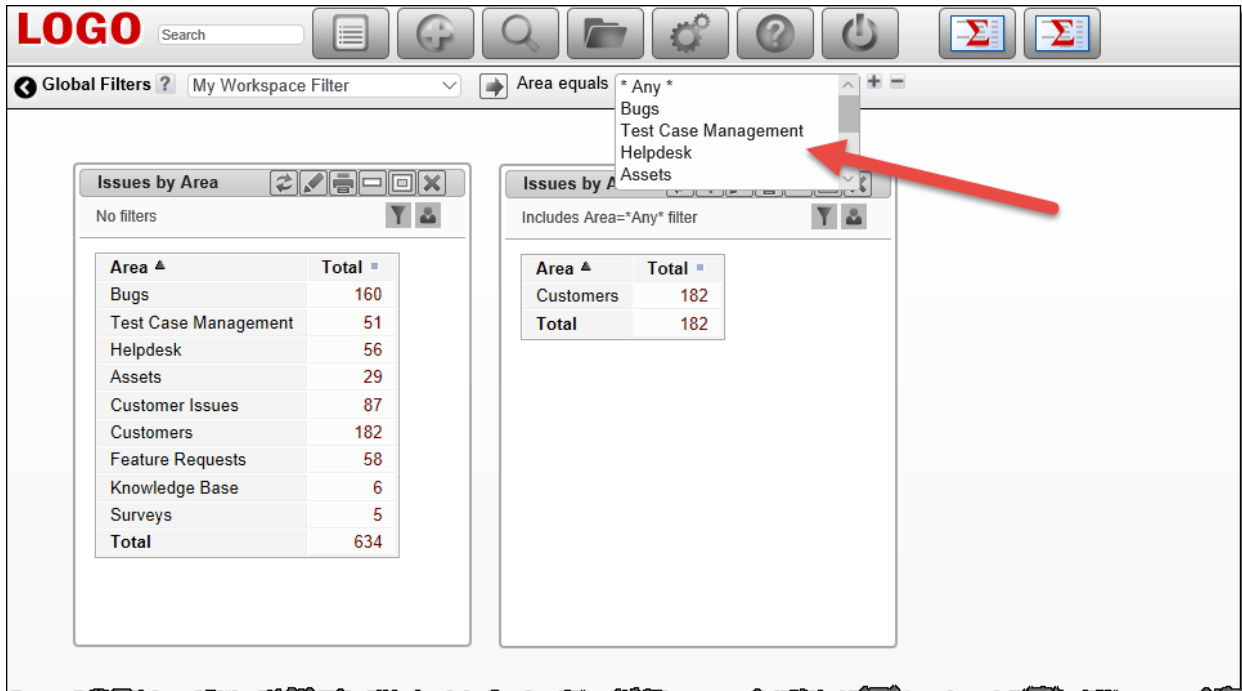 LOGO Search
Global Filters ? My Workspace Filter Area equals * Any *
Bugs
Test Case Management
Helpdesk
Assets
Issues by Area
No filters
Area Total
Bugs 160
Test Case Management 51
Helpdesk 56
Assets 29
Customer Issues 87
Customers 182
Feature Requests 58
Knowledge Base 6
Surveys 5
Total 634
Issues by A
Includes Area=*Any* filter
Area Total
Customers 182
Total 182